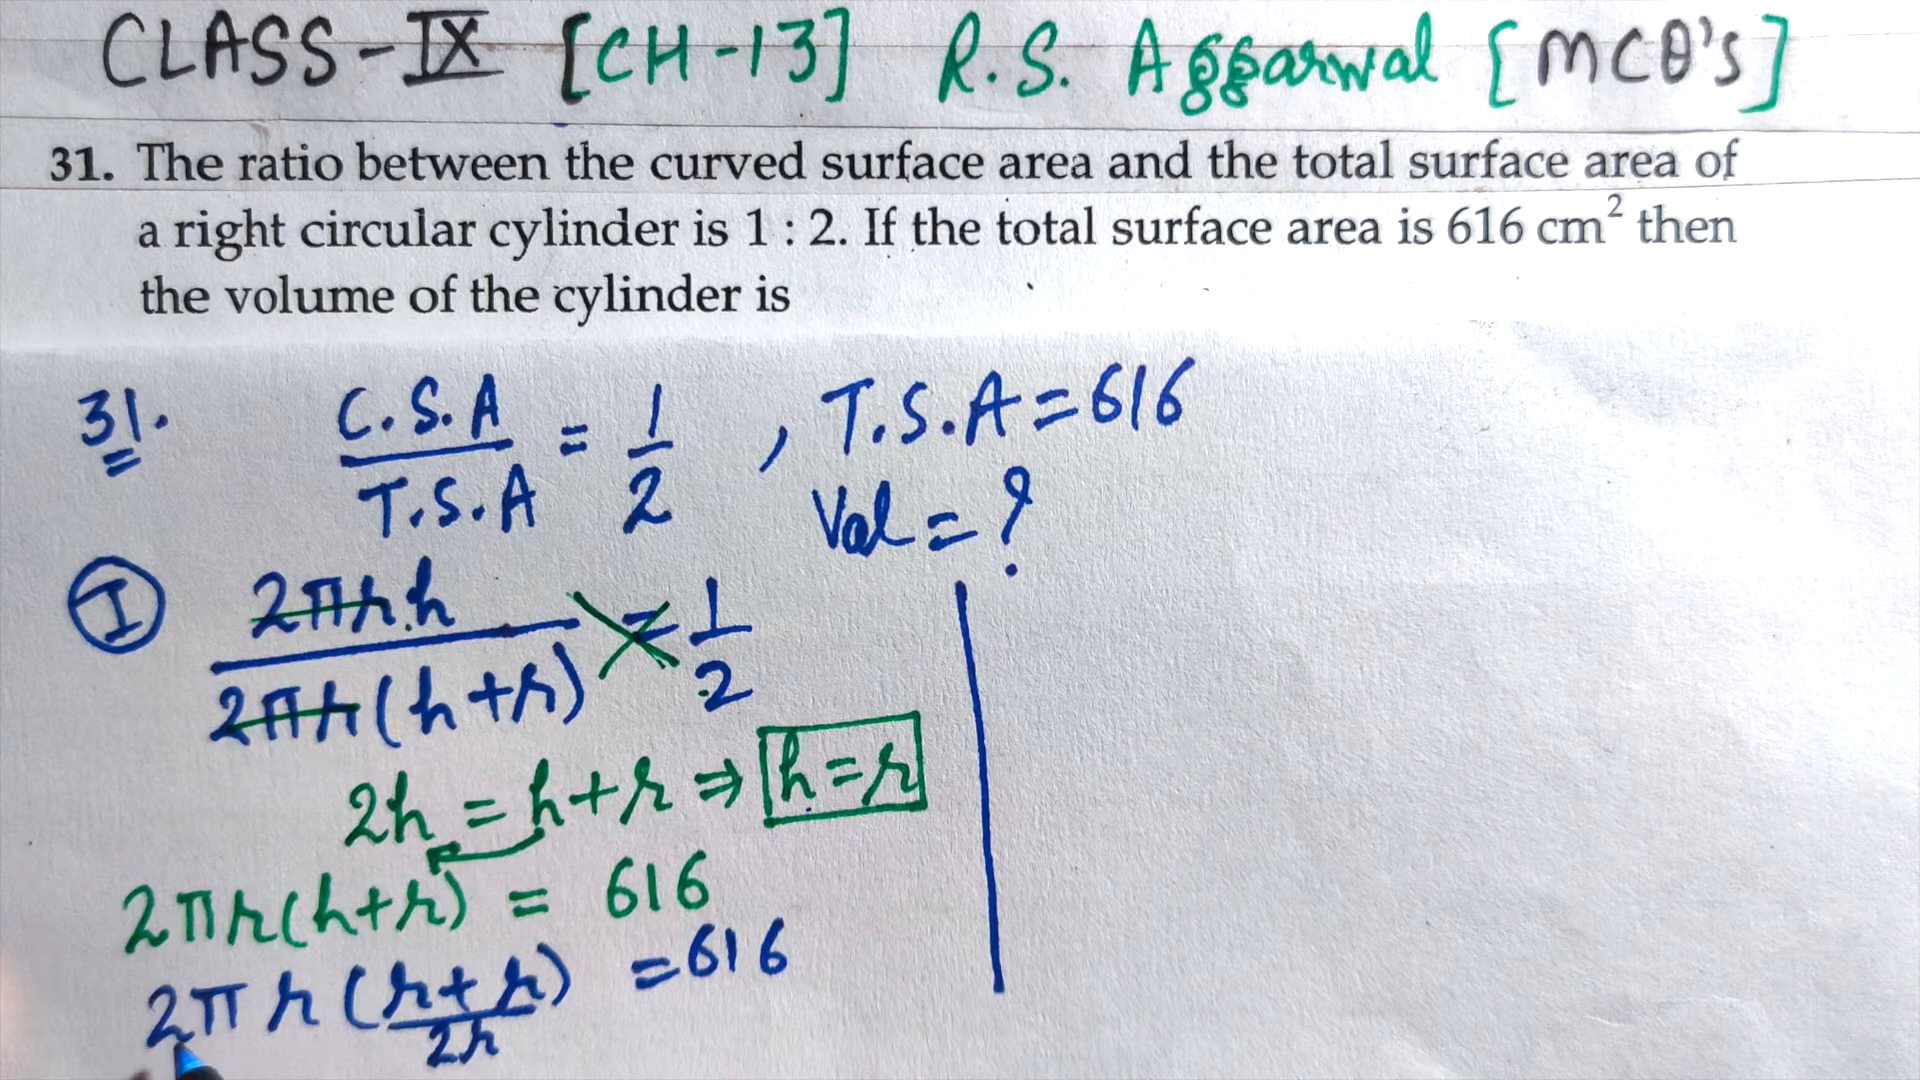 CLASS-IX [CH-13] R.S. Aggarwal [MCQ's]
31. The ratio between the curved surface area and the total surface area of
a right circular cylinder is 1 : 2. If the total surface area is 616 cm² then
the volume of the cylinder is
31. C.S.A / T.S.A = 1/2 , T.S.A = 616
Vol = ?
I 2πrh / 2πr(h+r) = 1/2
2h = h+r ⇒ h=r
2πr(h+r) = 616
2πr(r+r) = 616
2r